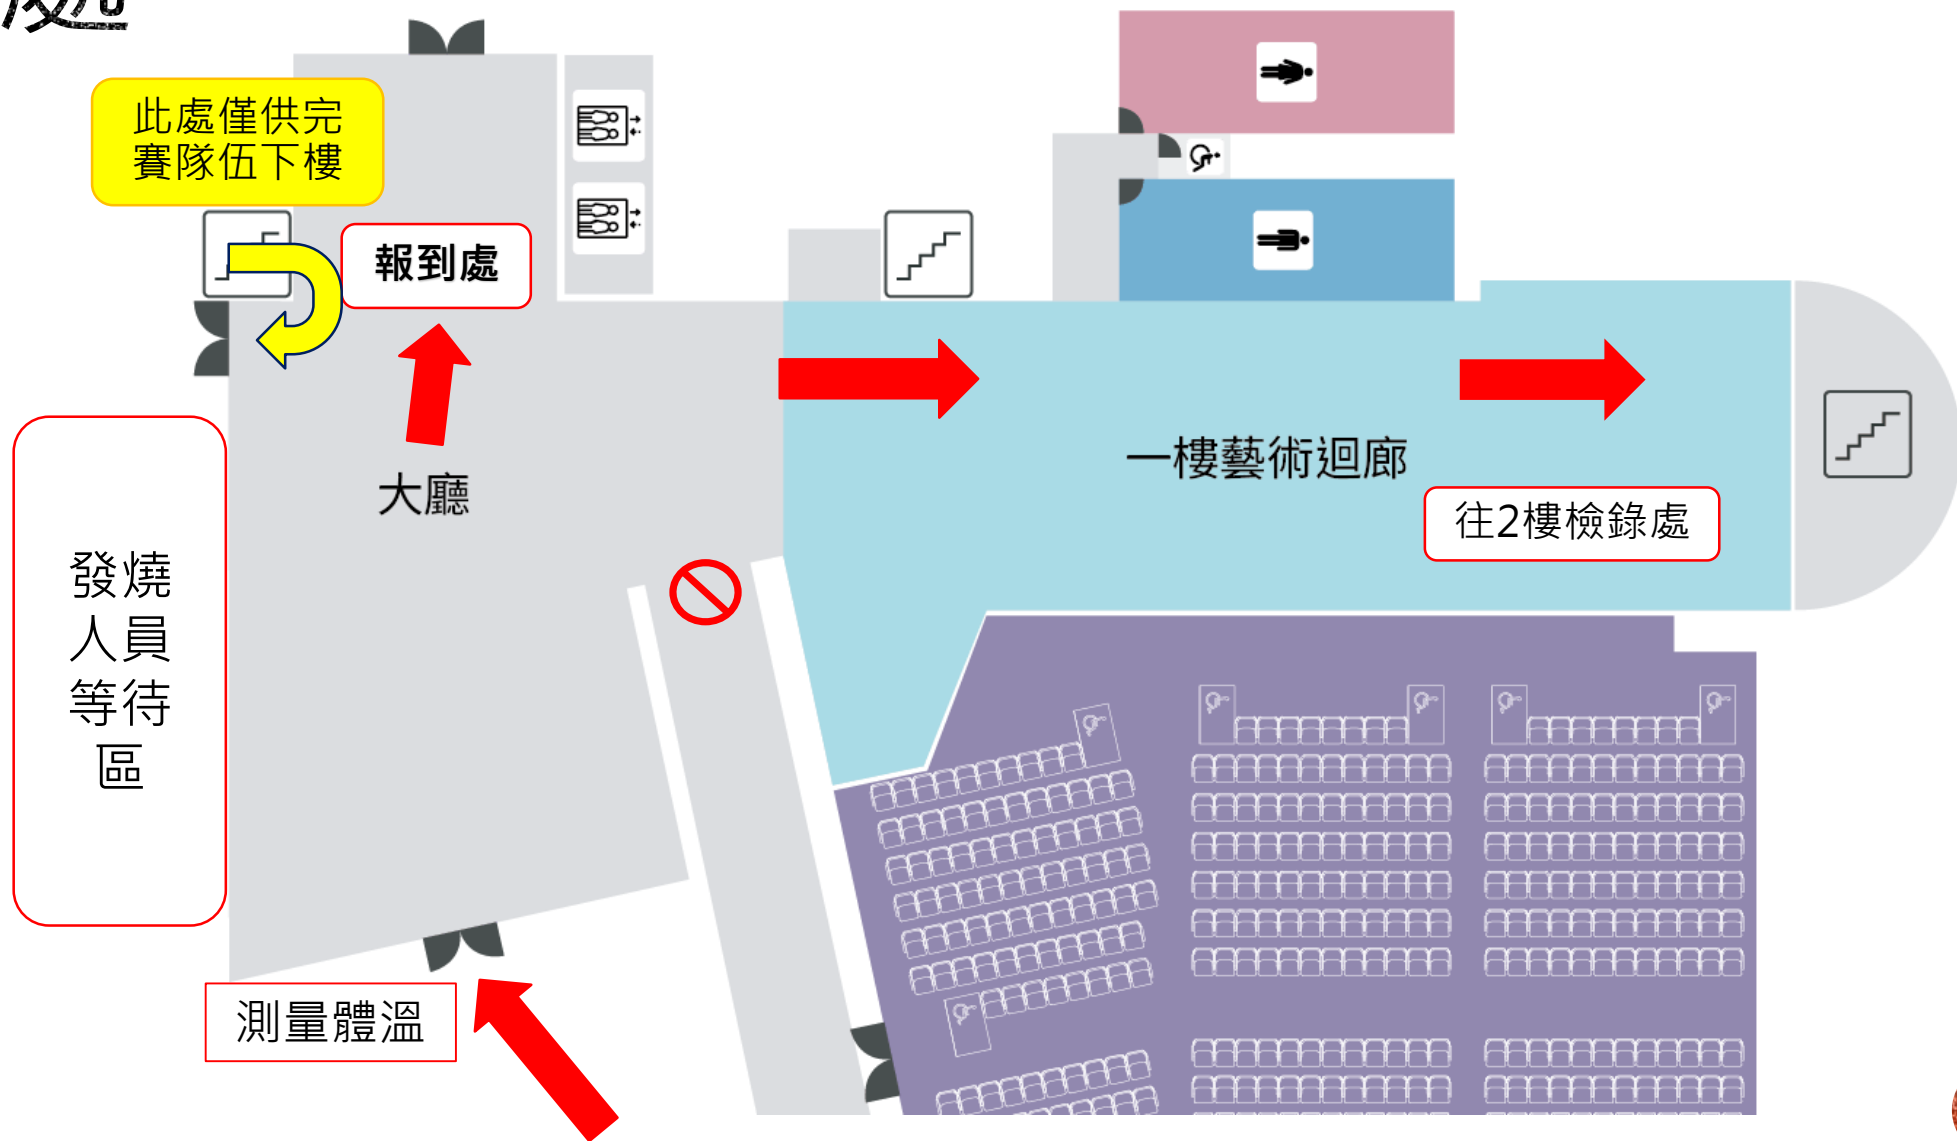 此處僅供完
賽隊伍下樓
報到處
大廳
一樓藝術迴廊
往2樓檢錄處
發燒
人員
等待
區
測量體溫